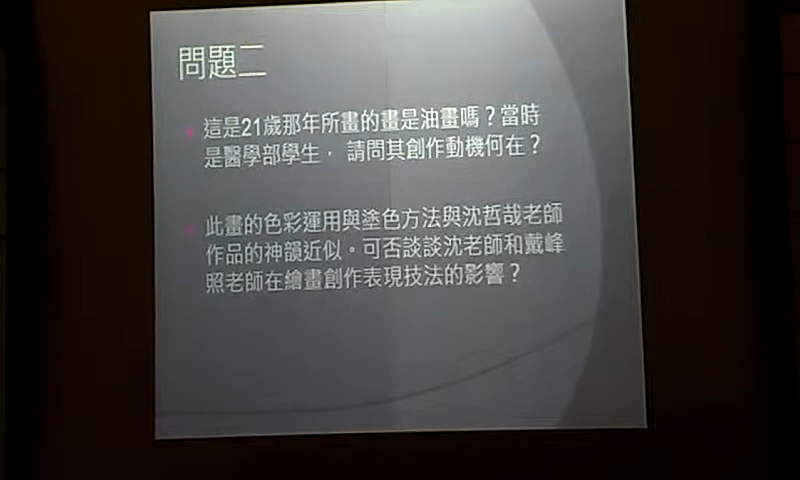 問題二
這是21歲那年所畫的畫是油畫嗎？當時
是醫學部學生， 請問其創作動機何在？
此畫的色彩運用與塗色方法與沈哲哉老師
作品的神韻近似。可否談談沈老師和戴峰
照老師在繪畫創作表現技法的影響？